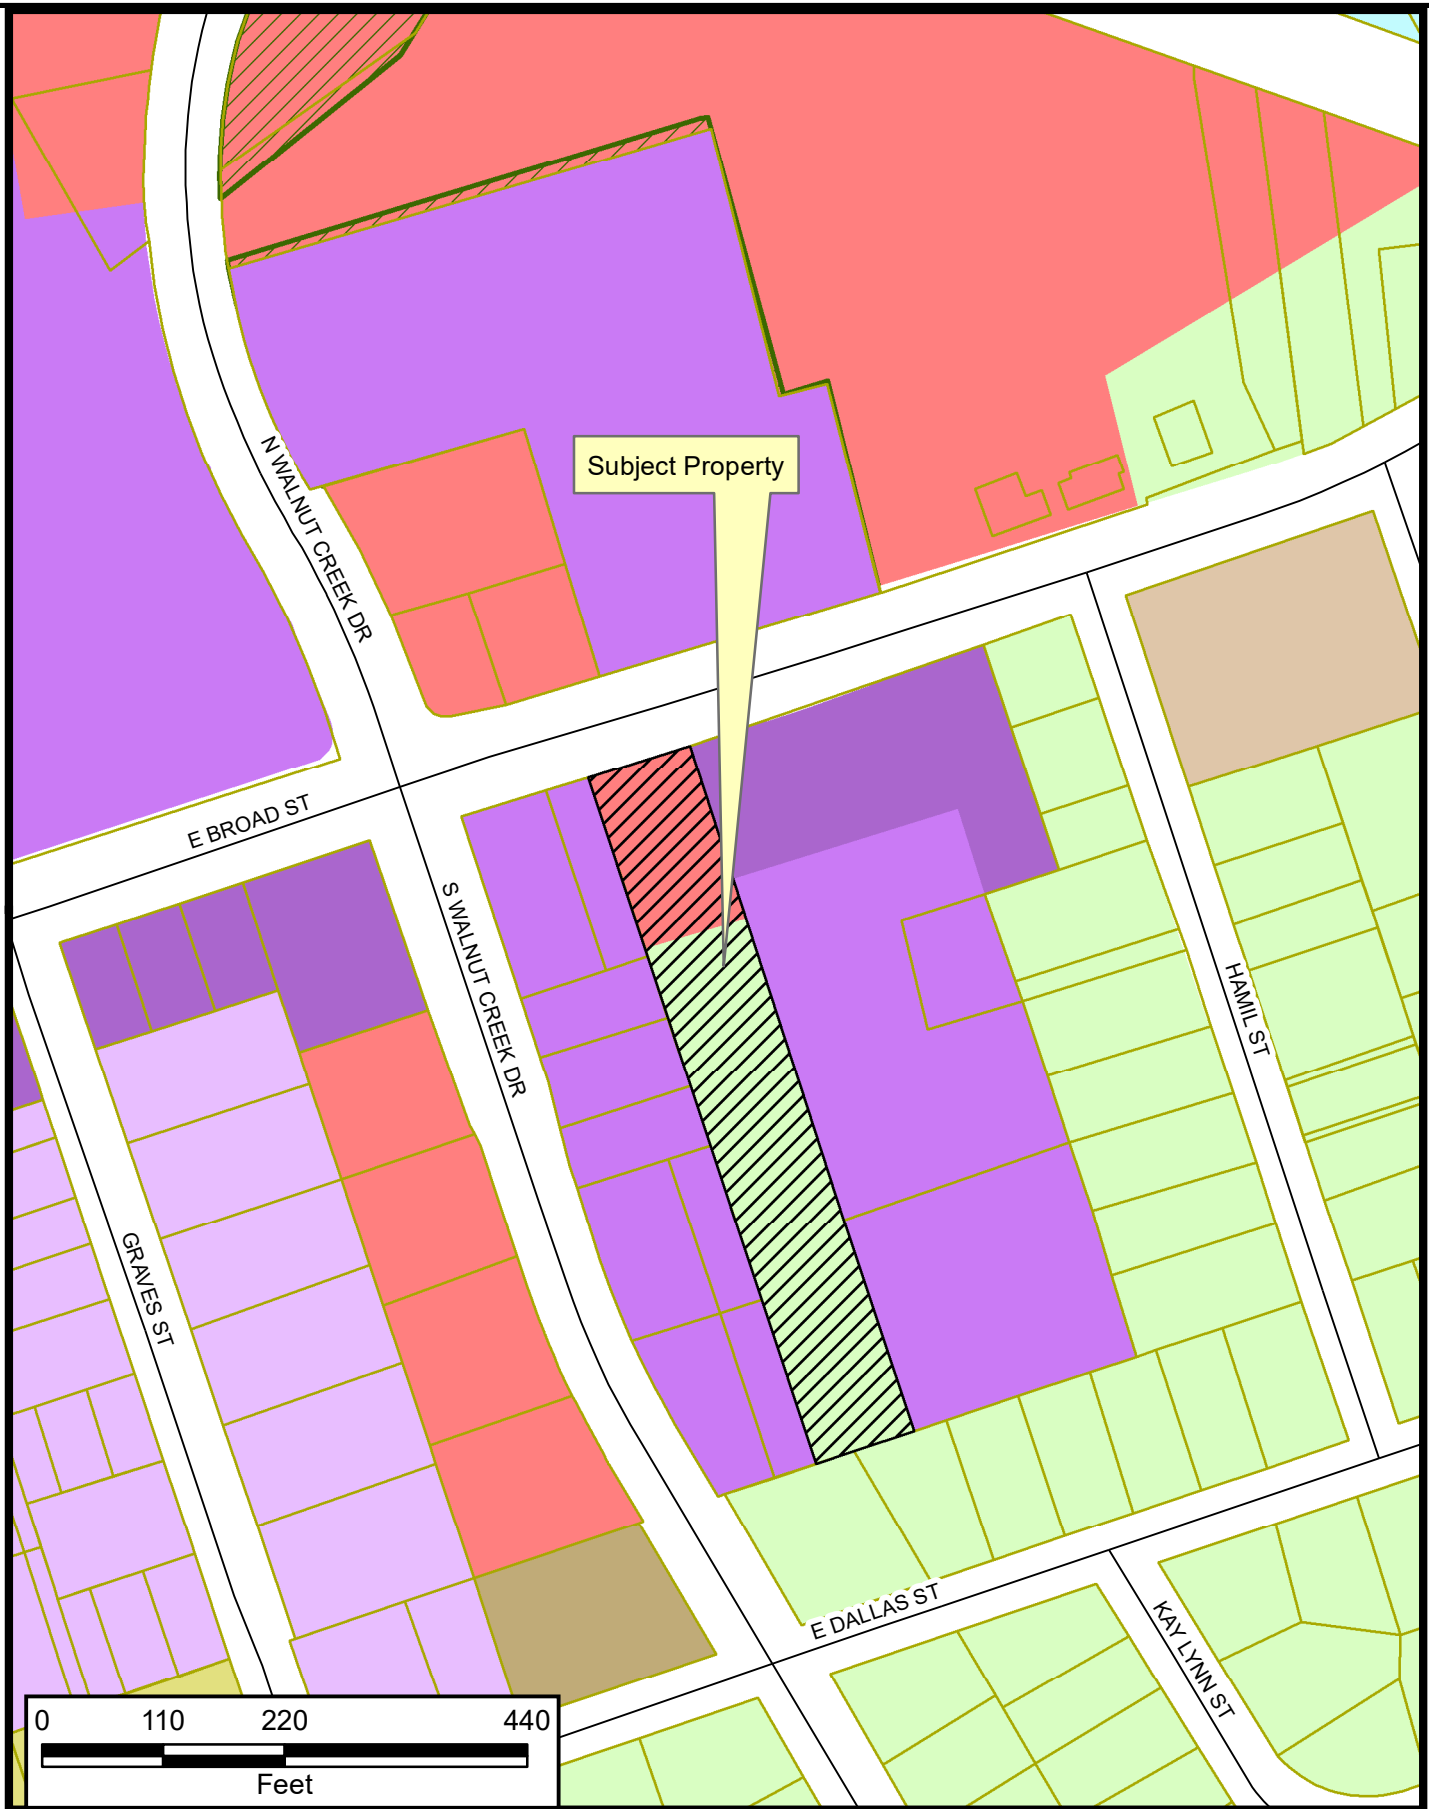 N WALNUT CREEK DR
Subject Property
E BROAD ST
S WALNUT CREEK DR
HAMIL ST
GRAVES ST
E DALLAS ST
KAY LYNN ST
0 110 220 440
Feet